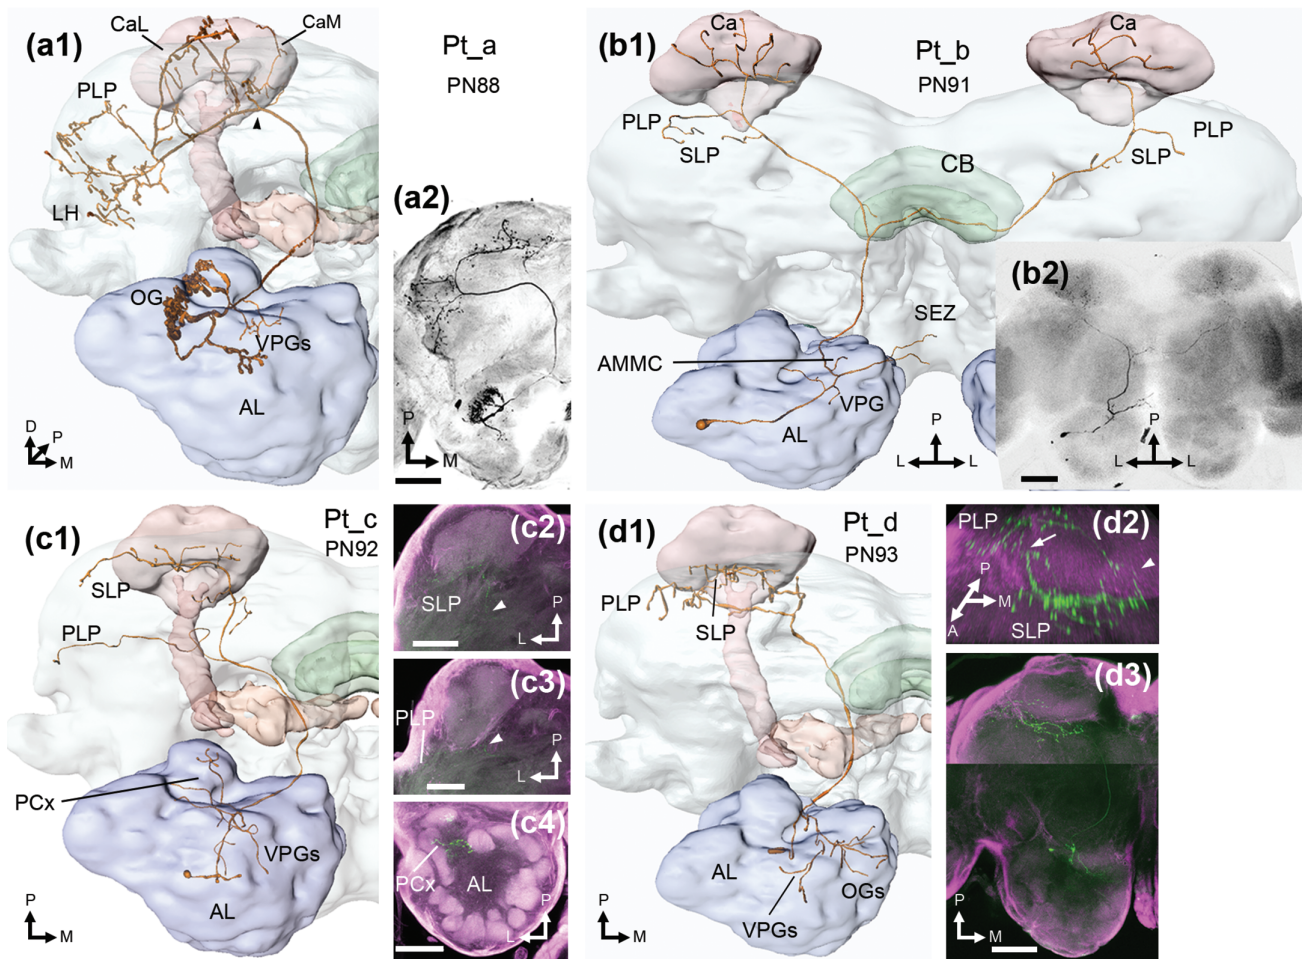 (a1)
CaL
CaM
PLP
LH
OG
VPGs
AL
D
P
M
Pt_a
PN88
(a2)
P
M
(b1)
Ca
Pt_b
PN91
Ca
PLP
SLP
CB
SLP
PLP
SEZ
AMMC
VPG
AL
P
L
L
(b2)
P
L
L
(c1)
Pt_c
PN92
SLP
PLP
PCx
VPGs
AL
P
M
(c2)
SLP
P
L
(c3)
PLP
P
L
(c4)
PCx
AL
P
L
(d1)
Pt_d
PN93
PLP
SLP
AL
OGs
VPGs
P
M
(d2)
PLP
P
M
A
SLP
(d3)
P
M